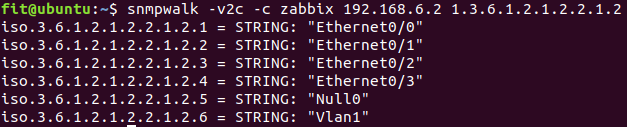 fit@ubuntu:~$ snmpwalk -v2c -c zabbix 192.168.6.2 1.3.6.1.2.1.2.2.1.2
iso.3.6.1.2.1.2.2.1.2.1 = STRING: "Ethernet0/0"
iso.3.6.1.2.1.2.2.1.2.2 = STRING: "Ethernet0/1"
iso.3.6.1.2.1.2.2.1.2.3 = STRING: "Ethernet0/2"
iso.3.6.1.2.1.2.2.1.2.4 = STRING: "Ethernet0/3"
iso.3.6.1.2.1.2.2.1.2.5 = STRING: "Null0"
iso.3.6.1.2.1.2.2.1.2.6 = STRING: "Vlan1"